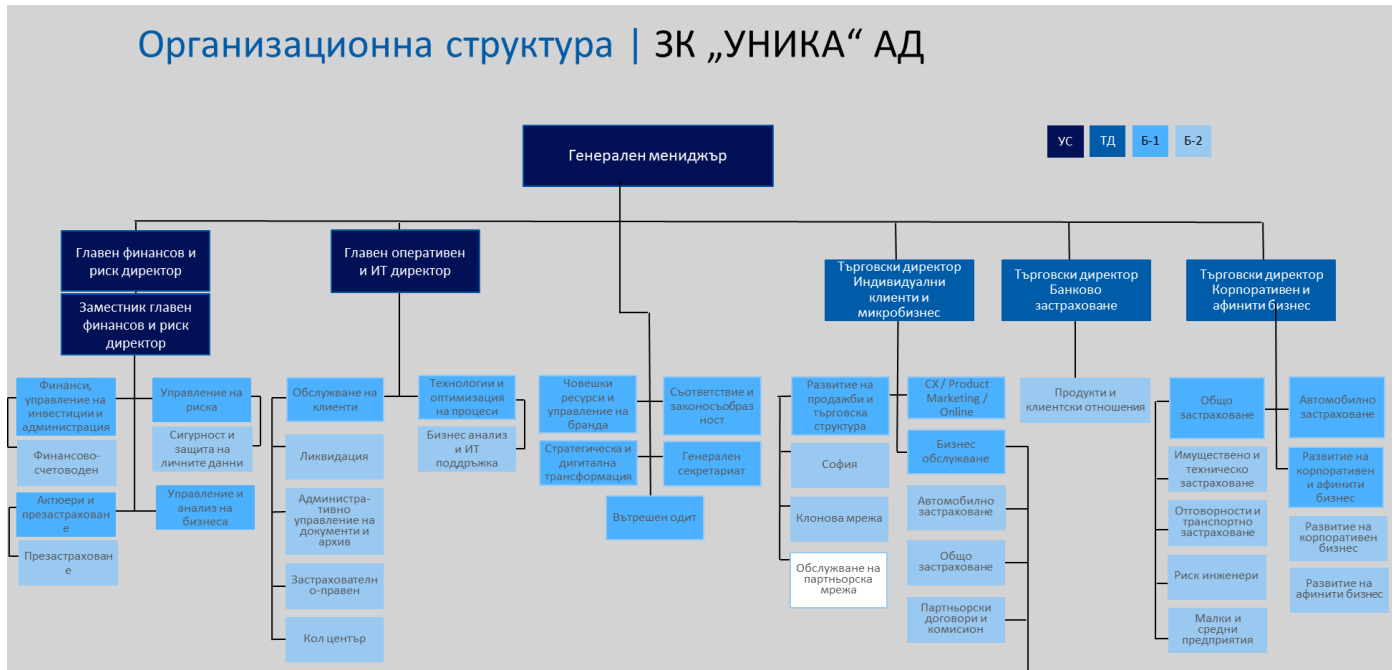 Организационна структура | ЗК „УНИКА“ АД
Генерален мениджър
УС
ТД
Б-1
Б-2
Главен финансов и
риск директор
Заместник главен
финансов и риск
директор
Главен оперативен
и ИТ директор
Търговски директор
Индивидуални
клиенти и
микробизнес
Търговски директор
Банково
застраховане
Търговски директор
Корпоративен и
афинити бизнес
Финанси,
управление на
инвестиции и
администрация
Финансово-
счетоводен
Актюери и
презастрахован
е
Презастрахован
е
Управление на
риска
Сигурност и
защита на
личните данни
Управление и
анализ на
бизнеса
Обслужване на
клиенти
Ликвидация
Администра-
тивно
управление на
документи и
архив
Застрахователн
о-правен
Кол център
Технологии и
оптимизация
на процеси
Бизнес анализ
и ИТ
поддръжка
Човешки
ресурси и
управление на
бранда
Стратегическа и
дигитална
трансформация
Съответствие и
законосъобраз
ност
Генерален
секретариат
Вътрешен одит
Развитие на
продажби и
търговска
структура
София
Клонова мрежа
Обслужване на
партньорска
мрежа
CX / Product
Marketing /
Online
Бизнес
обслужване
Автомобилно
застраховане
Общо
застраховане
Партньорски
договори и
комисион
Продукти и
клиентски отношения
Общо
застраховане
Имуществено и
техническо
застраховане
Отговорности и
транспортно
застраховане
Риск инженери
Малки и
средни
предприятия
Автомобилно
застраховане
Развитие на
корпоративен
и афинити
бизнес
Развитие на
корпоративен
бизнес
Развитие на
афинити бизнес